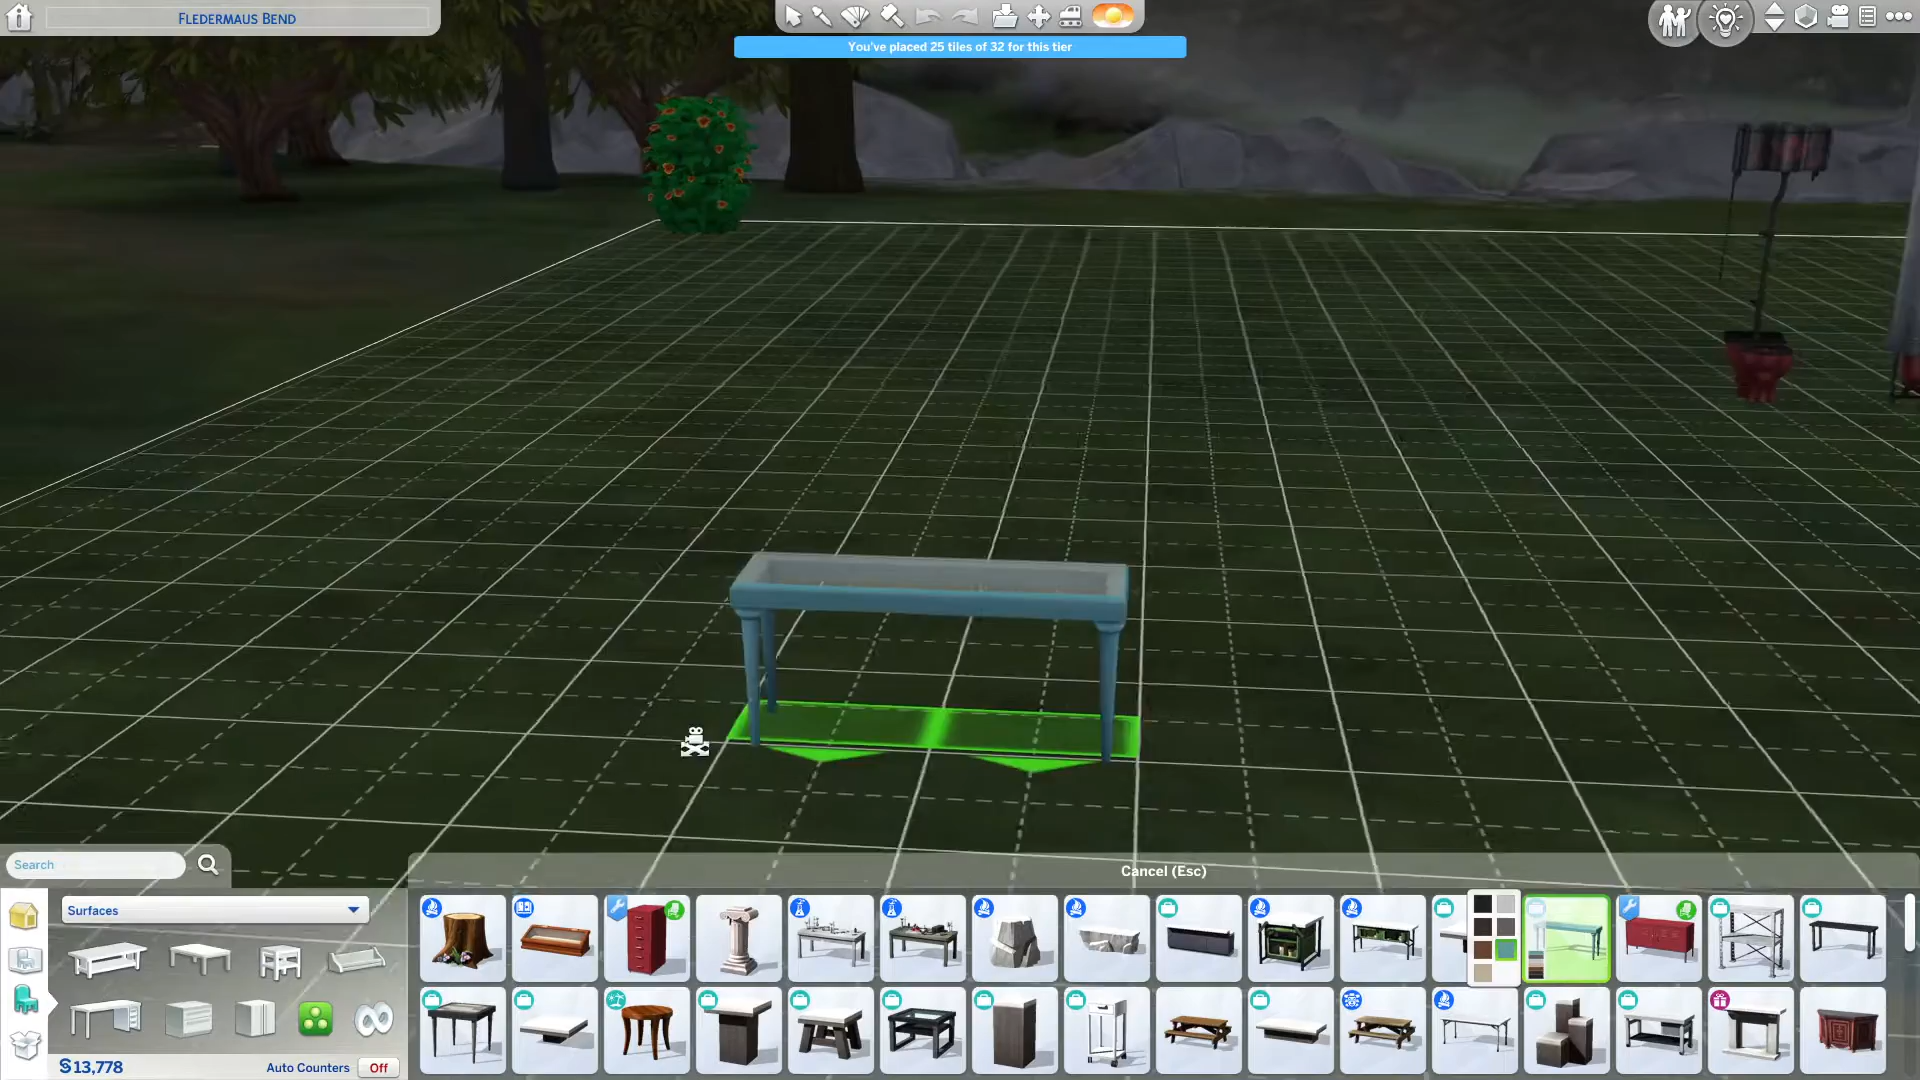 Fledermaus Bend
You've placed 25 tiles of 32 for this tier
Cancel (Esc)
Search
Surfaces
§13,778
Auto Counters
Off